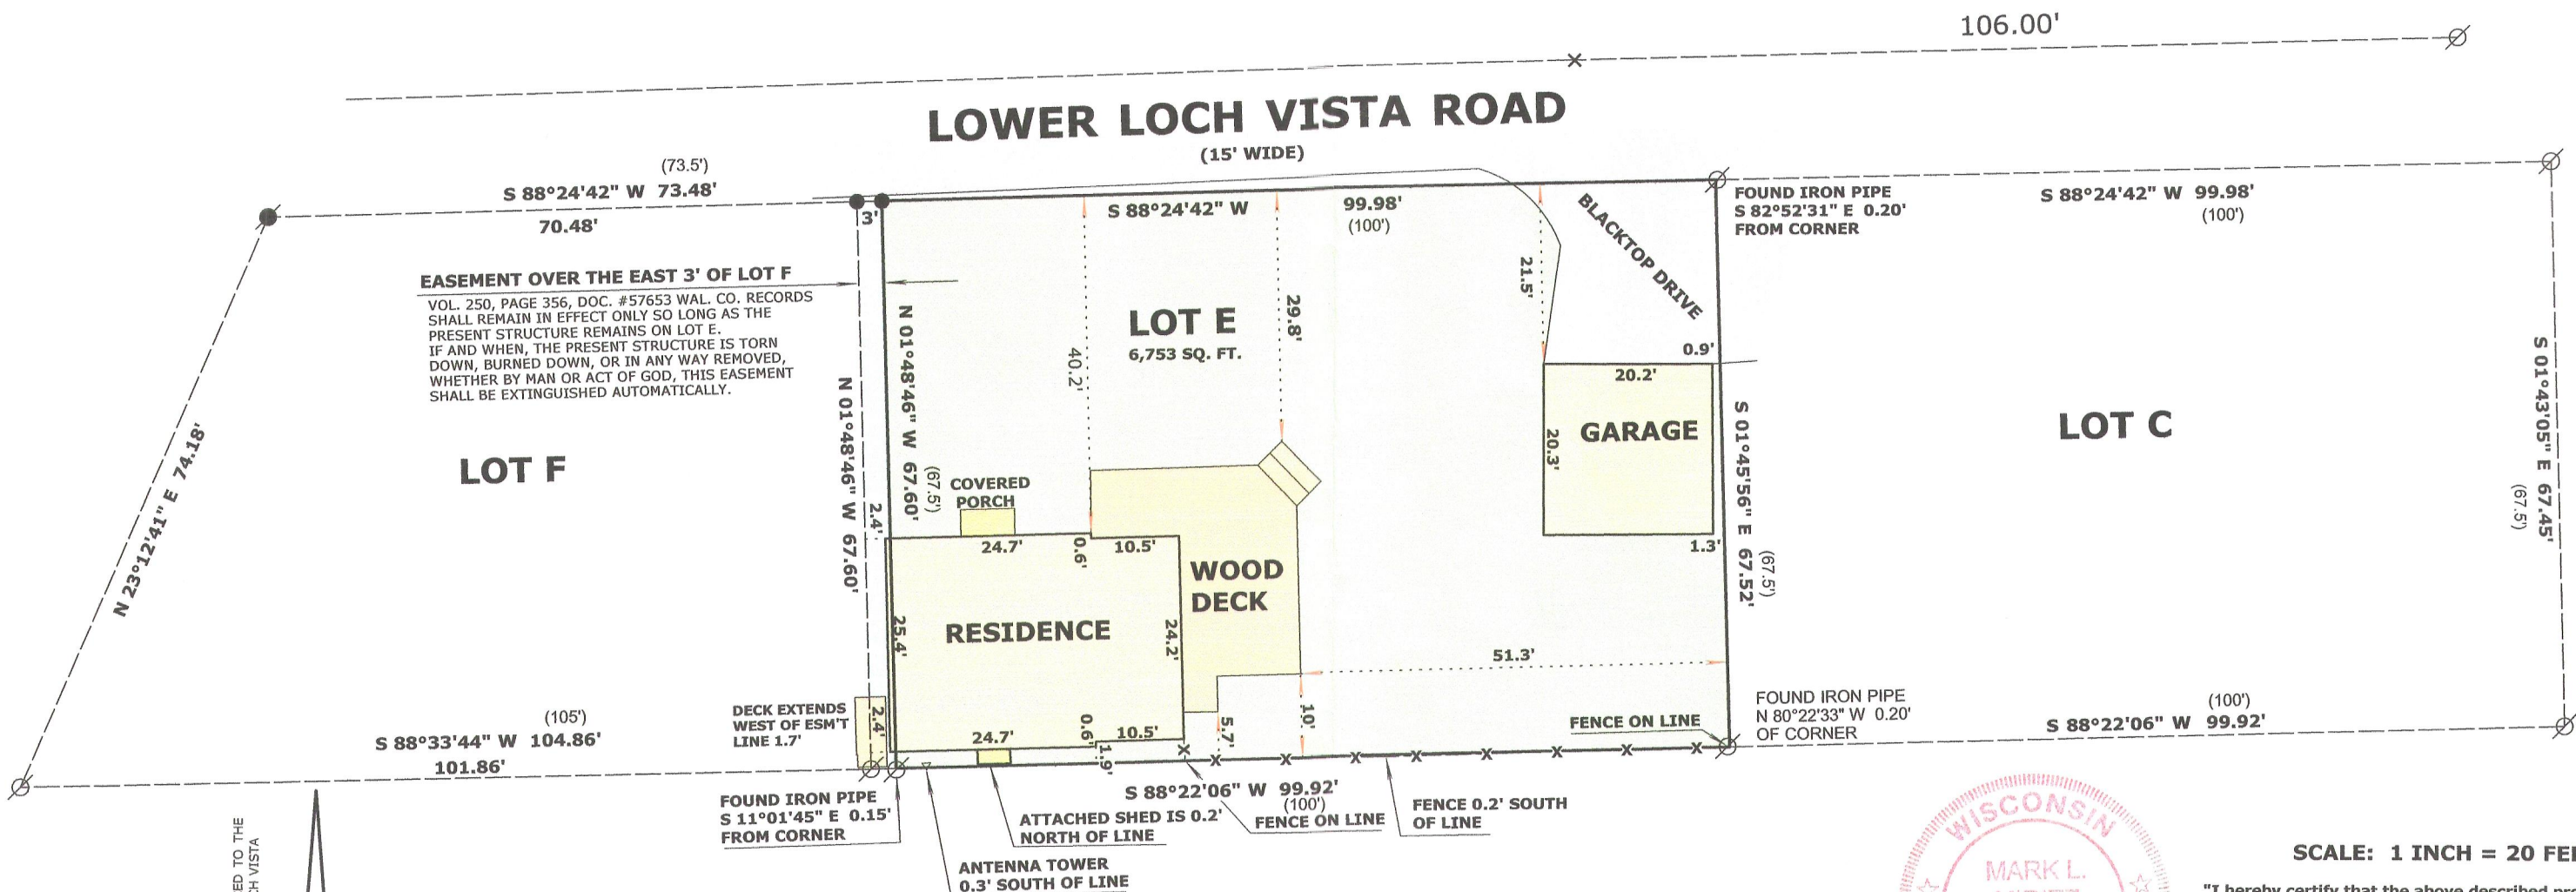 106.00'
LOWER LOCH VISTA ROAD
(15' WIDE)
(73.5')
S 88°24'42" W 73.48'
70.48'
3'
S 88°24'42" W 99.98'
(100')
FOUND IRON PIPE
S 82°52'31" E 0.20'
FROM CORNER
S 88°24'42" W 99.98'
(100')
BLACKTOP DRIVE
EASEMENT OVER THE EAST 3' OF LOT F
VOL. 250, PAGE 356, DOC. #57653 WAL. CO. RECORDS
SHALL REMAIN IN EFFECT ONLY SO LONG AS THE
PRESENT STRUCTURE REMAINS ON LOT E.
IF AND WHEN, THE PRESENT STRUCTURE IS TORN
DOWN, BURNED DOWN, OR IN ANY WAY REMOVED,
WHETHER BY MAN OR ACT OF GOD, THIS EASEMENT
SHALL BE EXTINGUISHED AUTOMATICALLY.
N 01°48'46" W 67.60'
N 01°48'46" W 67.60'
(67.5')
LOT E
6,753 SQ. FT.
40.2'
29.8'
21.5'
0.9'
20.2'
GARAGE
20.3'
1.3'
S 01°45'56" E 67.52'
(67.5')
LOT C
S 01°43'05" E 67.45'
(67.5')
N 23°12'41" E 74.18'
LOT F
COVERED
PORCH
2.4'
24.7'
0.6'
10.5'
WOOD
DECK
RESIDENCE
25.4'
24.2'
51.3'
DECK EXTENDS
WEST OF ESM'T
LINE 1.7'
2.4'
24.7'
0.6'
10.5'
1.9'
5.7'
10'
FENCE ON LINE
FOUND IRON PIPE
N 80°22'33" W 0.20'
OF CORNER
(100')
S 88°22'06" W 99.92'
(105')
S 88°33'44" W 104.86'
101.86'
S 88°22'06" W 99.92'
(100')
FOUND IRON PIPE
S 11°01'45" E 0.15'
FROM CORNER
ATTACHED SHED IS 0.2'
NORTH OF LINE
FENCE ON LINE
FENCE 0.2' SOUTH
OF LINE
ANTENNA TOWER
0.3' SOUTH OF LINE
ED TO THE
CH VISTA
WISCONSIN
MARK L.
SCALE: 1 INCH = 20 FEE
"I hereby certify that the above described